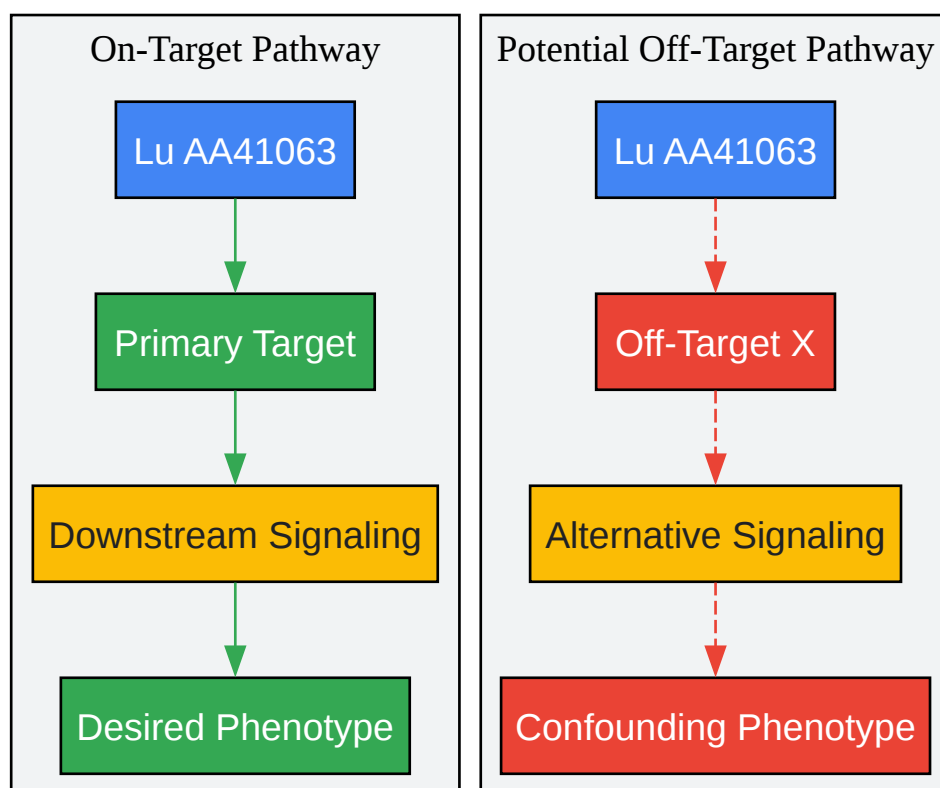 On-Target Pathway
Lu AA41063
Primary Target
Downstream Signaling
Desired Phenotype
Potential Off-Target Pathway
Lu AA41063
Off-Target X
Alternative Signaling
Confounding Phenotype